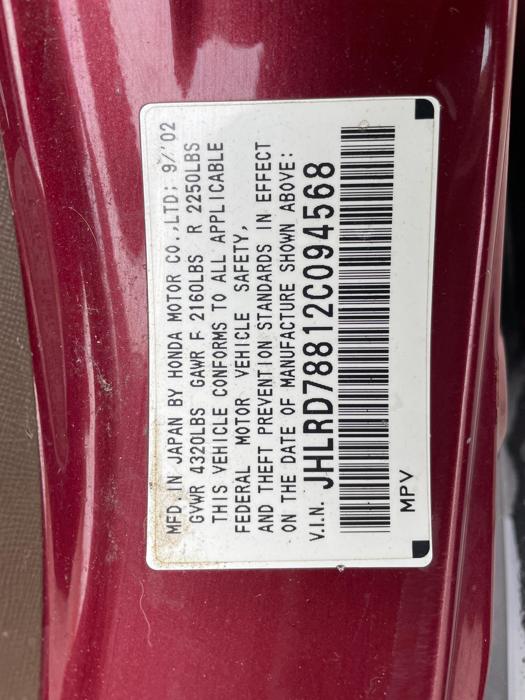 MFD. IN JAPAN BY HONDA MOTOR CO.,LTD: 9/'02
GVWR 4320LBS GAWR F 2160LBS R 2250LBS
THIS VEHICLE CONFORMS TO ALL APPLICABLE
FEDERAL MOTOR VEHICLE SAFETY,
AND THEFT PREVENTION STANDARDS IN EFFECT
ON THE DATE OF MANUFACTURE SHOWN ABOVE:
V.I.N. JHLRD78812C094568
MPV